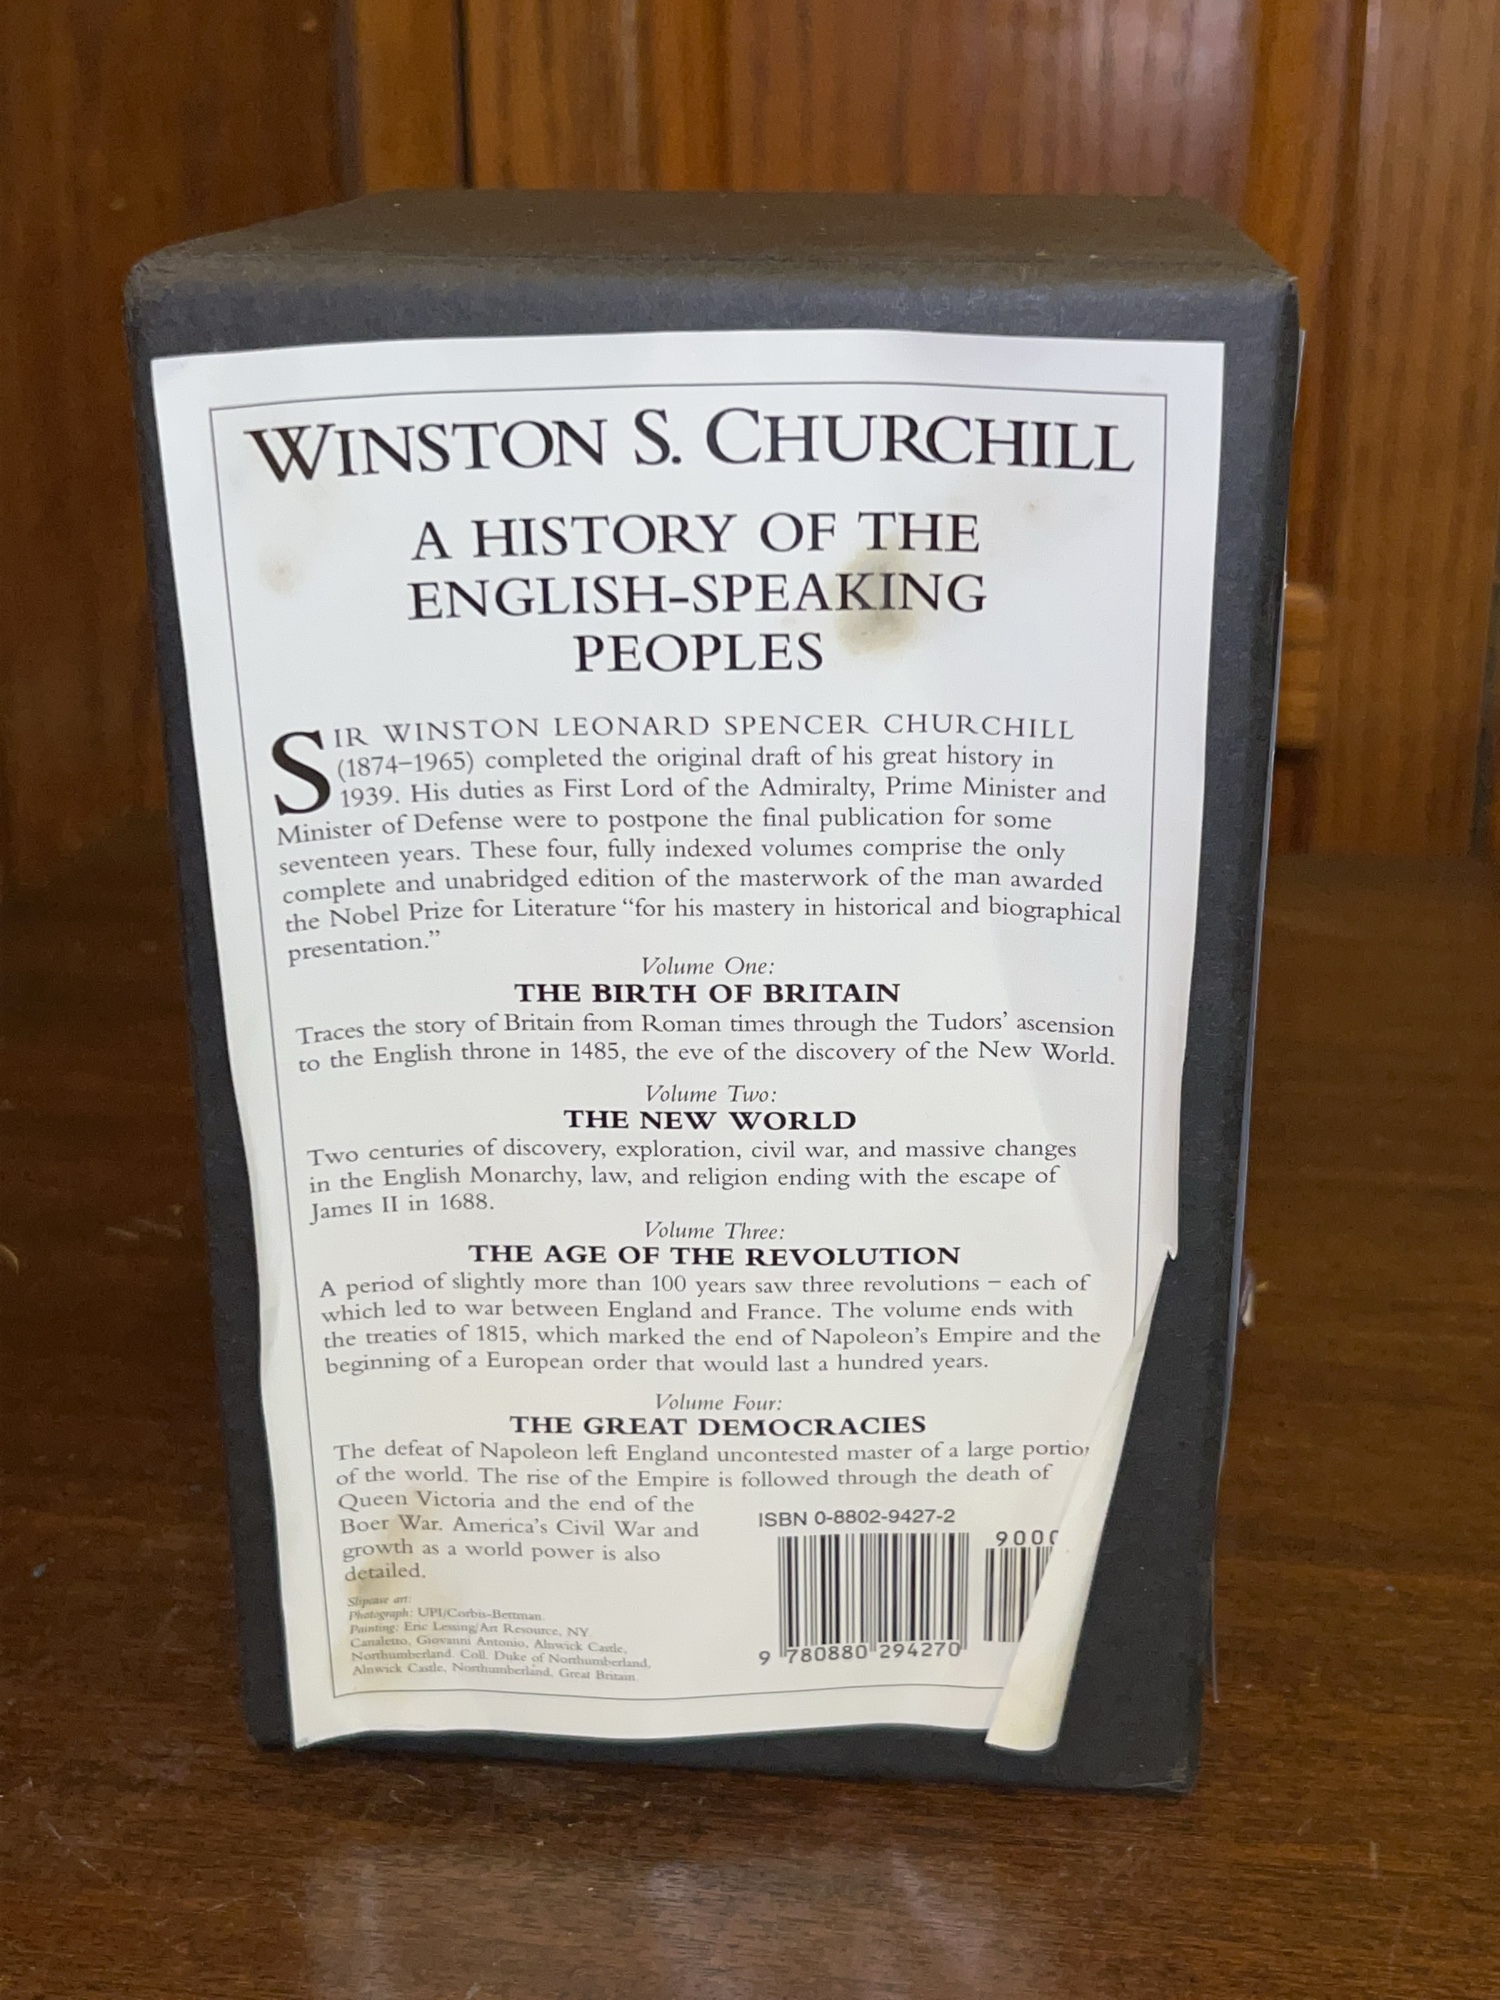 WINSTON S. CHURCHILL
A HISTORY OF THE
ENGLISH-SPEAKING
PEOPLES
SIR WINSTON LEONARD SPENCER CHURCHILL
(1874–1965) completed the original draft of his great history in
1939. His duties as First Lord of the Admiralty, Prime Minister and
Minister of Defense were to postpone the final publication for some
seventeen years. These four, fully indexed volumes comprise the only
complete and unabridged edition of the masterwork of the man awarded
the Nobel Prize for Literature “for his mastery in historical and biographical
presentation.”
Volume One:
THE BIRTH OF BRITAIN
Traces the story of Britain from Roman times through the Tudors’ ascension
to the English throne in 1485, the eve of the discovery of the New World.
Volume Two:
THE NEW WORLD
Two centuries of discovery, exploration, civil war, and massive changes
in the English Monarchy, law, and religion ending with the escape of
James II in 1688.
Volume Three:
THE AGE OF THE REVOLUTION
A period of slightly more than 100 years saw three revolutions – each of
which led to war between England and France. The volume ends with
the treaties of 1815, which marked the end of Napoleon’s Empire and the
beginning of a European order that would last a hundred years.
Volume Four:
THE GREAT DEMOCRACIES
The defeat of Napoleon left England uncontested master of a large portio
of the world. The rise of the Empire is followed through the death of
Queen Victoria and the end of the
Boer War. America’s Civil War and
growth as a world power is also
detailed.
Slipcase art:
Photograph: UPI/Corbis-Bettman
Painting: Eric Lessing/Art Resource, NY
Canaletto, Giovanni Antonio, Alnwick Castle,
Northumberland. Coll. Duke of Northumberland,
Alnwick Castle, Northumberland, Great Britain.
ISBN 0-8802-9427-2
9000
9 780880 294270